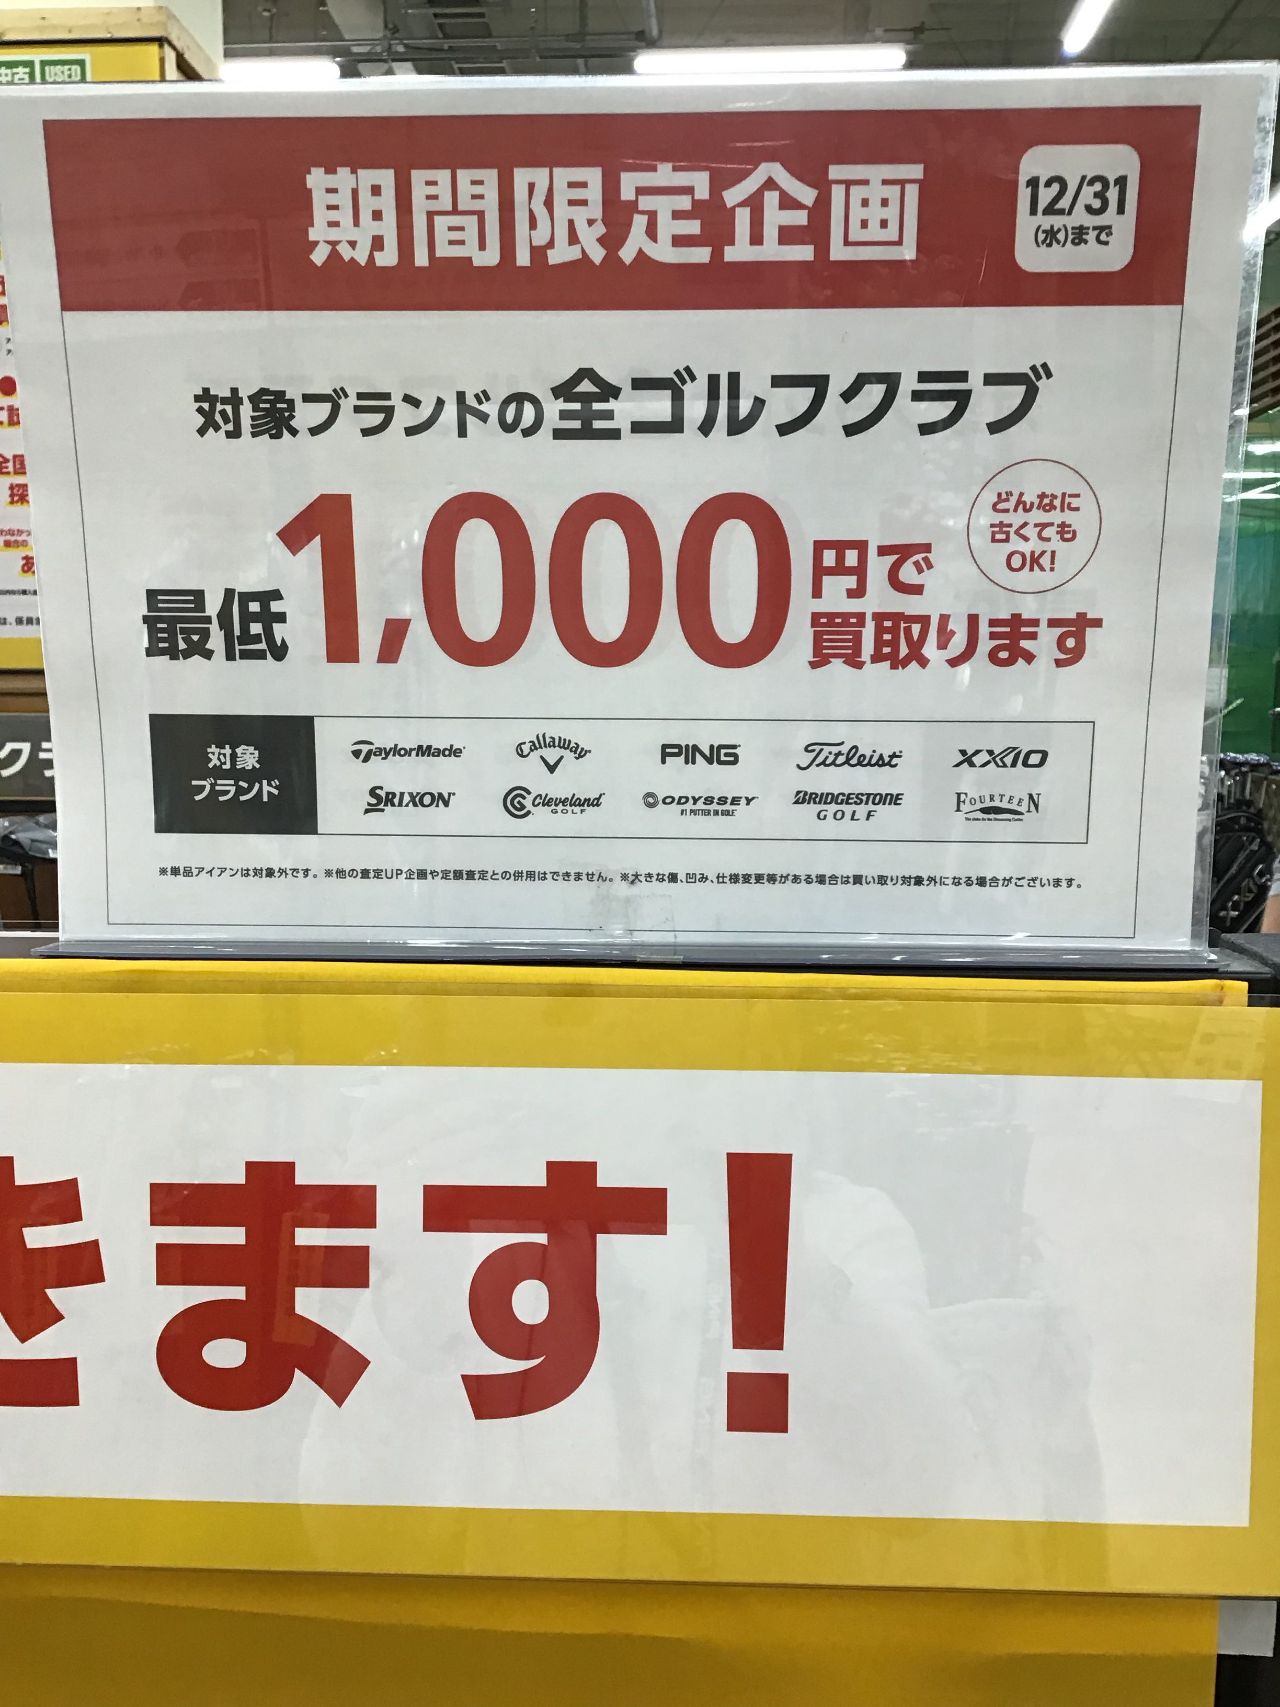 中古 USED
期間限定企画
12/31
(水)まで
対象ブランドの全ゴルフクラブ
どんなに
古くても
OK!
最低1,000円で
買取ります
対象
ブランド
TaylorMade Callaway PING Titleist XXIO
SRIXON Cleveland GOLF ODYSSEY #1 PUTTER IN GOLF BRIDGESTONE GOLF FOURTEEN
※単品アイアンは対象外です。※他の査定UP企画や定額査定との併用はできません。※大きな傷、凹み、仕様変更等がある場合は買い取り対象外になる場合がございます。
きます!